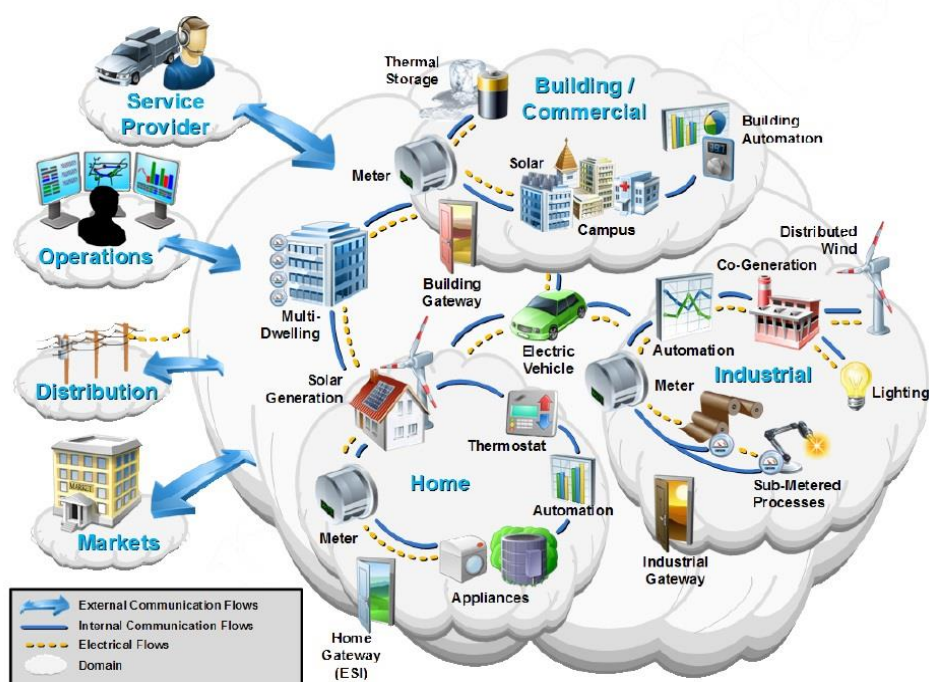 Service
Provider
Operations
Distribution
Markets
MARKET
Thermal
Storage
Building /
Commercial
Building
Automation
Meter
Solar
Campus
Building
Gateway
Multi-
Dwelling
Distributed
Wind
Co-Generation
Electric
Vehicle
Automation
Meter
Industrial
Lighting
Sub-Metered
Processes
Industrial
Gateway
Solar
Generation
Thermostat
Home
Meter
Automation
Appliances
Home
Gateway
(ESI)
External Communication Flows
Internal Communication Flows
Electrical Flows
Domain